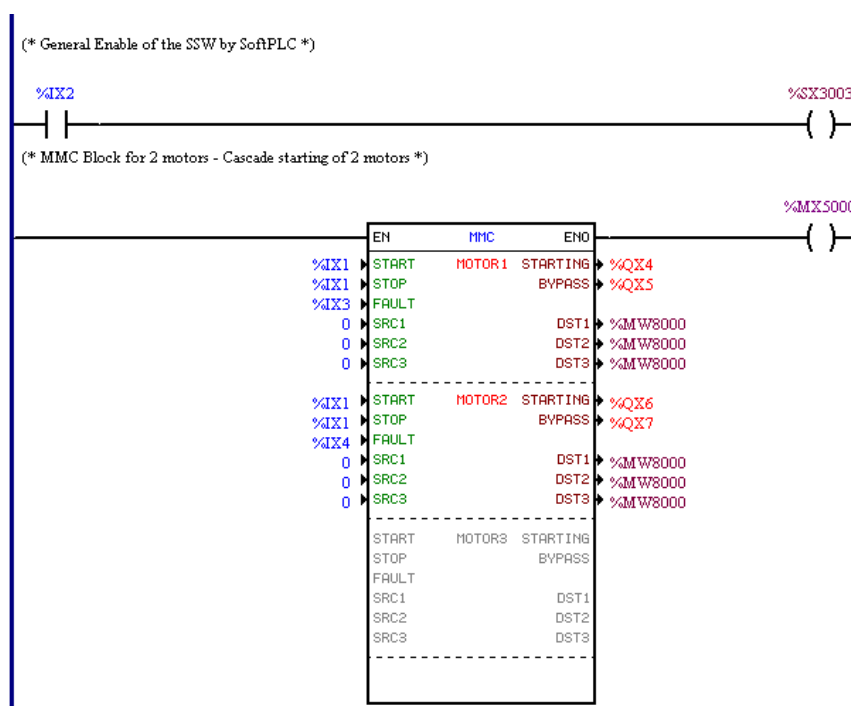 (* General Enable of the SSW by SoftPLC *)
%IX2 %SX3003
(* MMC Block for 2 motors - Cascade starting of 2 motors *)
%MX5000
EN MMC ENO
%IX1 START MOTOR1 STARTING %QX4
%IX1 STOP BYPASS %QX5
%IX3 FAULT
0 SRC1 DST1 %MW8000
0 SRC2 DST2 %MW8000
0 SRC3 DST3 %MW8000
%IX1 START MOTOR2 STARTING %QX6
%IX1 STOP BYPASS %QX7
%IX4 FAULT
0 SRC1 DST1 %MW8000
0 SRC2 DST2 %MW8000
0 SRC3 DST3 %MW8000
START MOTOR3 STARTING
STOP BYPASS
FAULT
SRC1 DST1
SRC2 DST2
SRC3 DST3